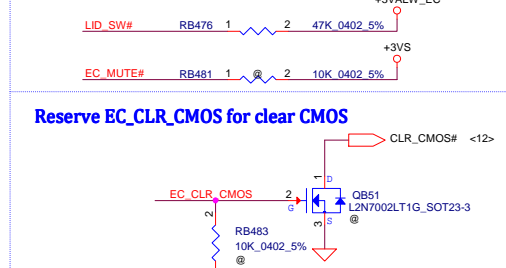 +3VALW_EC
LID_SW# RB476 1 2 47K_0402_5%
+3VS
EC_MUTE# RB481 1 @ 2 10K_0402_5%
Reserve EC_CLR_CMOS for clear CMOS
CLR_CMOS# <12>
1 D
EC_CLR_CMOS 2 G QB51
L2N7002LT1G_SOT23-3
3 S @
2
RB483
10K_0402_5%
@